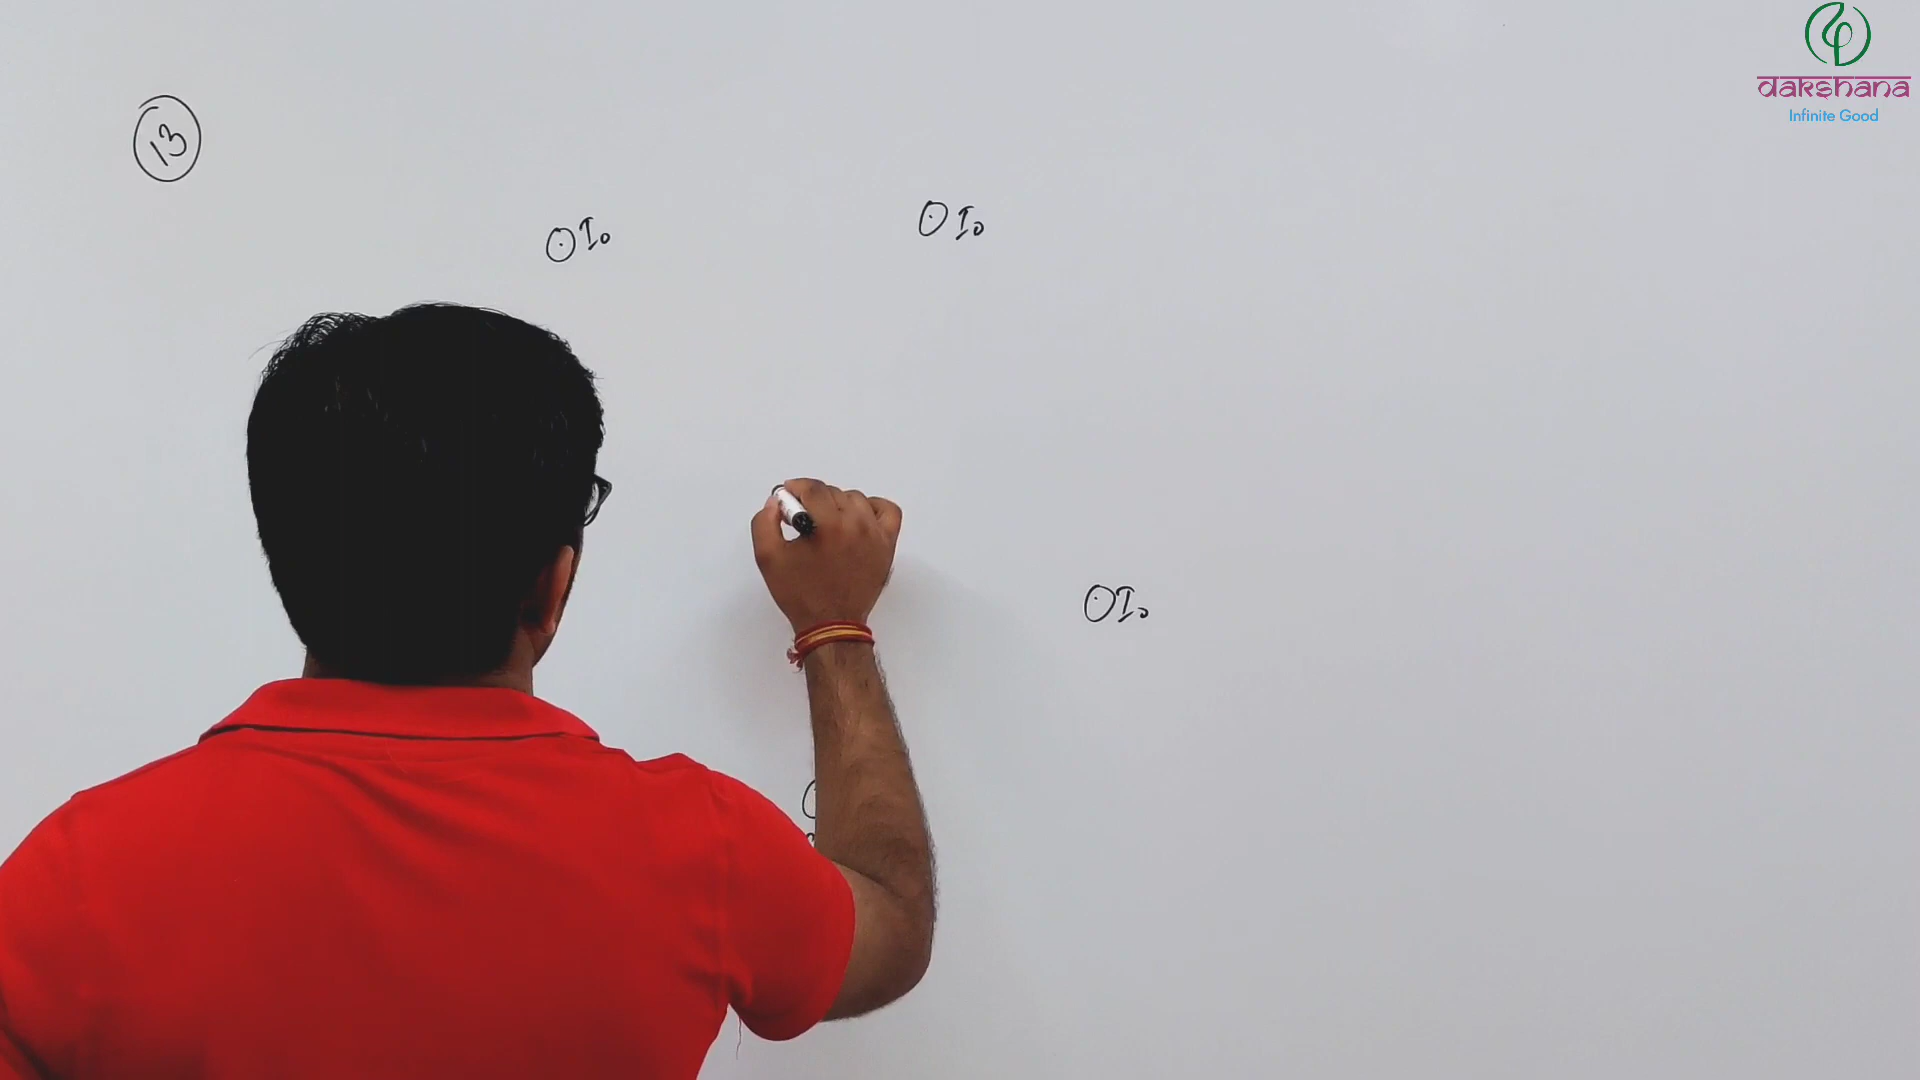 13
dakshana
Infinite Good
⊙ I₀
⊙ I₀
⊙ I₀